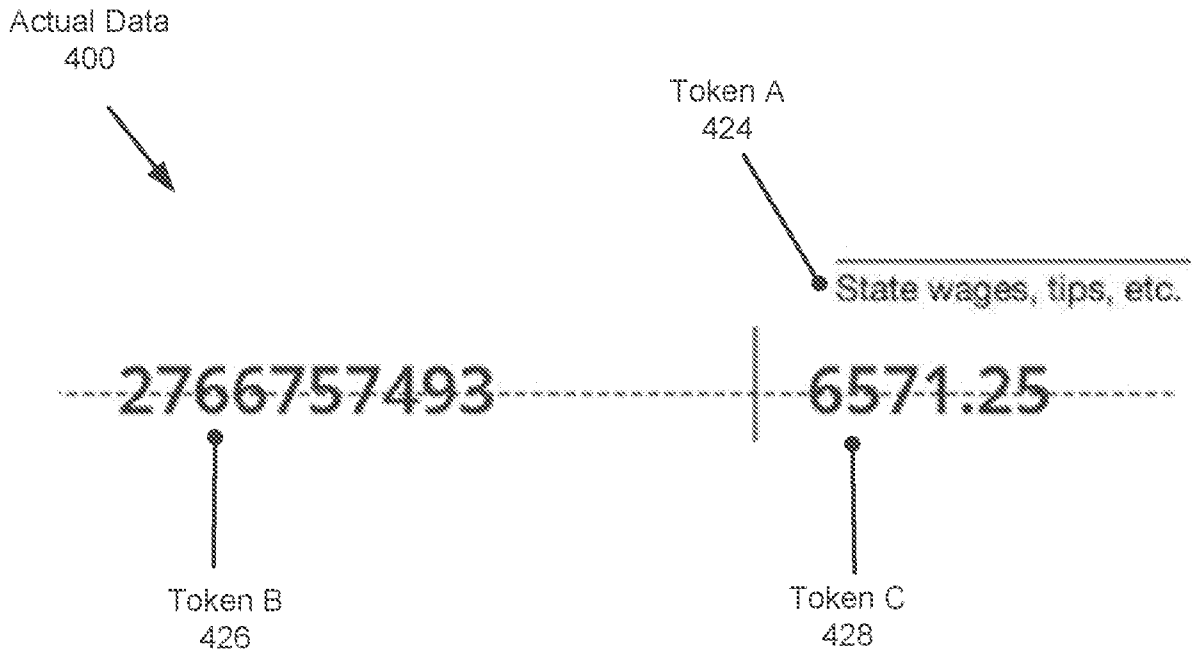 Actual Data
400
Token A
424
State wages, tips, etc.
2766757493
6571.25
Token B
426
Token C
428